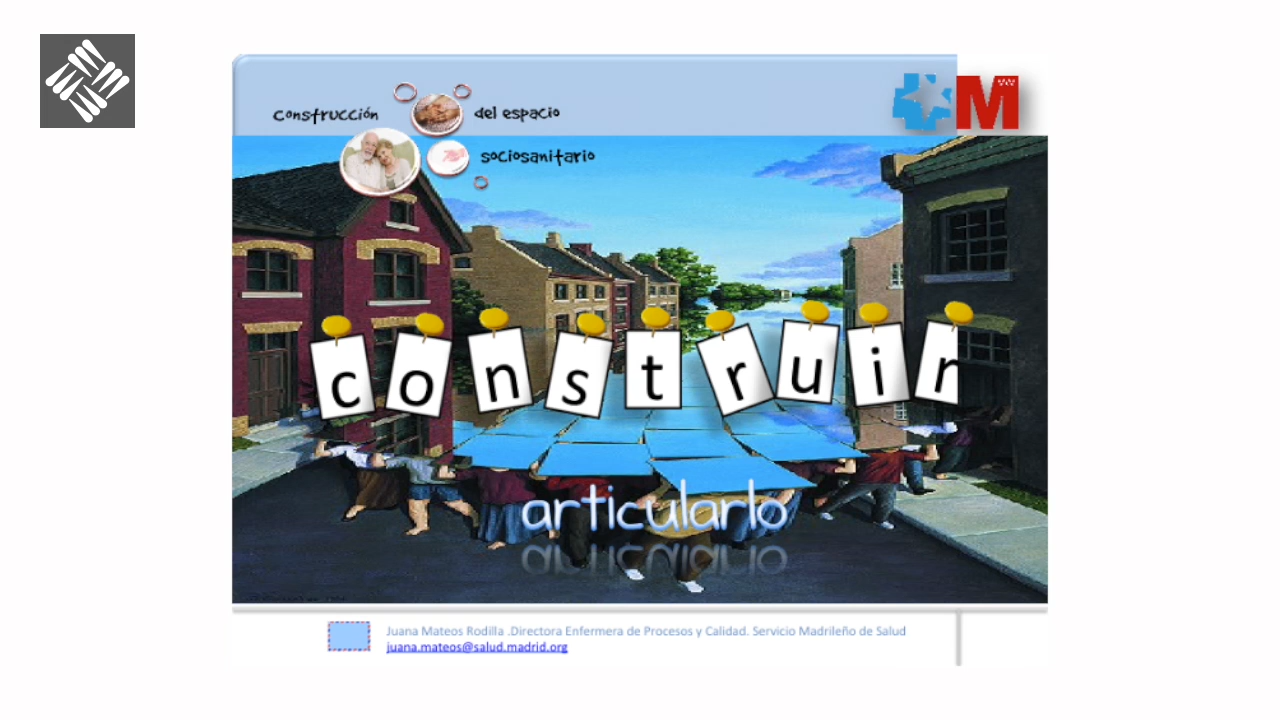 construcción del espacio
sociosanitario
M
construir
articularlo
Juana Mateos Rodilla .Directora Enfermera de Procesos y Calidad. Servicio Madrileño de Salud
juana.mateos@salud.madrid.org